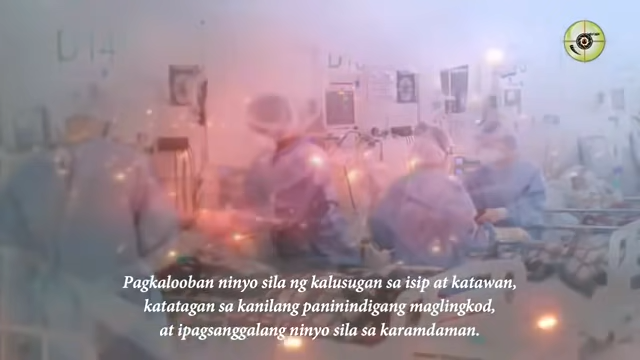 Pagkalooban ninyo sila ng kalusugan sa isip at katawan,
katatagan sa kanilang paninindigang maglingkod,
at ipagsanggalang ninyo sila sa karamdaman.